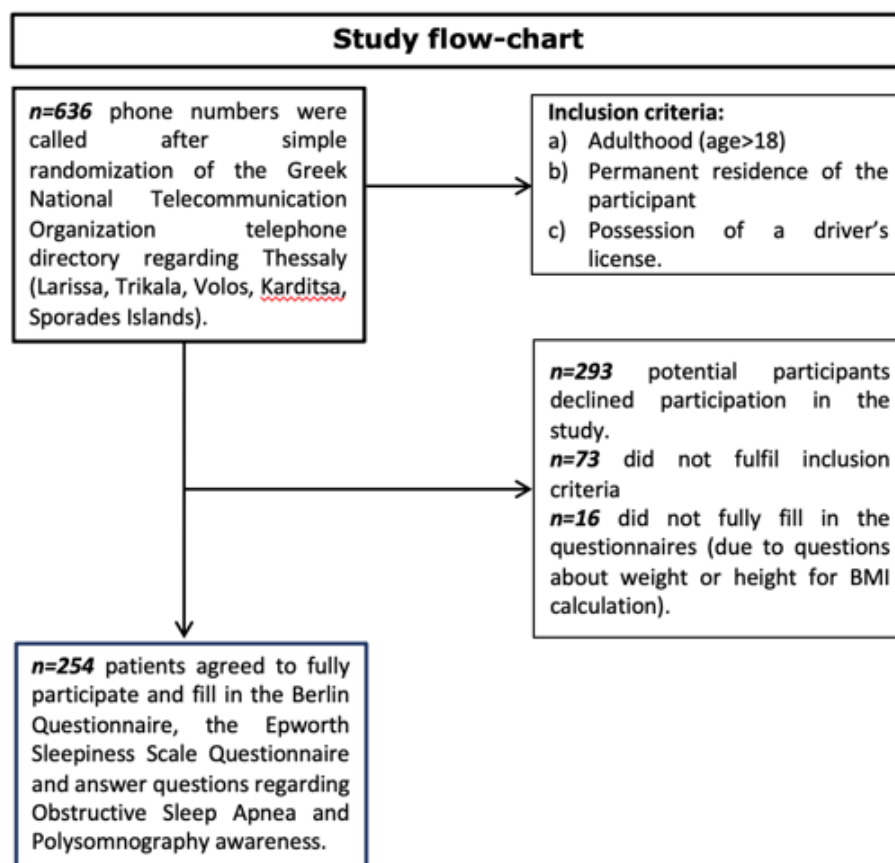 Study flow-chart
n=636 phone numbers were
called after simple
randomization of the Greek
National Telecommunication
Organization telephone
directory regarding Thessaly
(Larissa, Trikala, Volos, Karditsa,
Sporades Islands).
Inclusion criteria:
a) Adulthood (age>18)
b) Permanent residence of the
participant
c) Possession of a driver's
license.
n=293 potential participants
declined participation in the
study.
n=73 did not fulfil inclusion
criteria
n=16 did not fully fill in the
questionnaires (due to questions
about weight or height for BMI
calculation).
n=254 patients agreed to fully
participate and fill in the Berlin
Questionnaire, the Epworth
Sleepiness Scale Questionnaire
and answer questions regarding
Obstructive Sleep Apnea and
Polysomnography awareness.